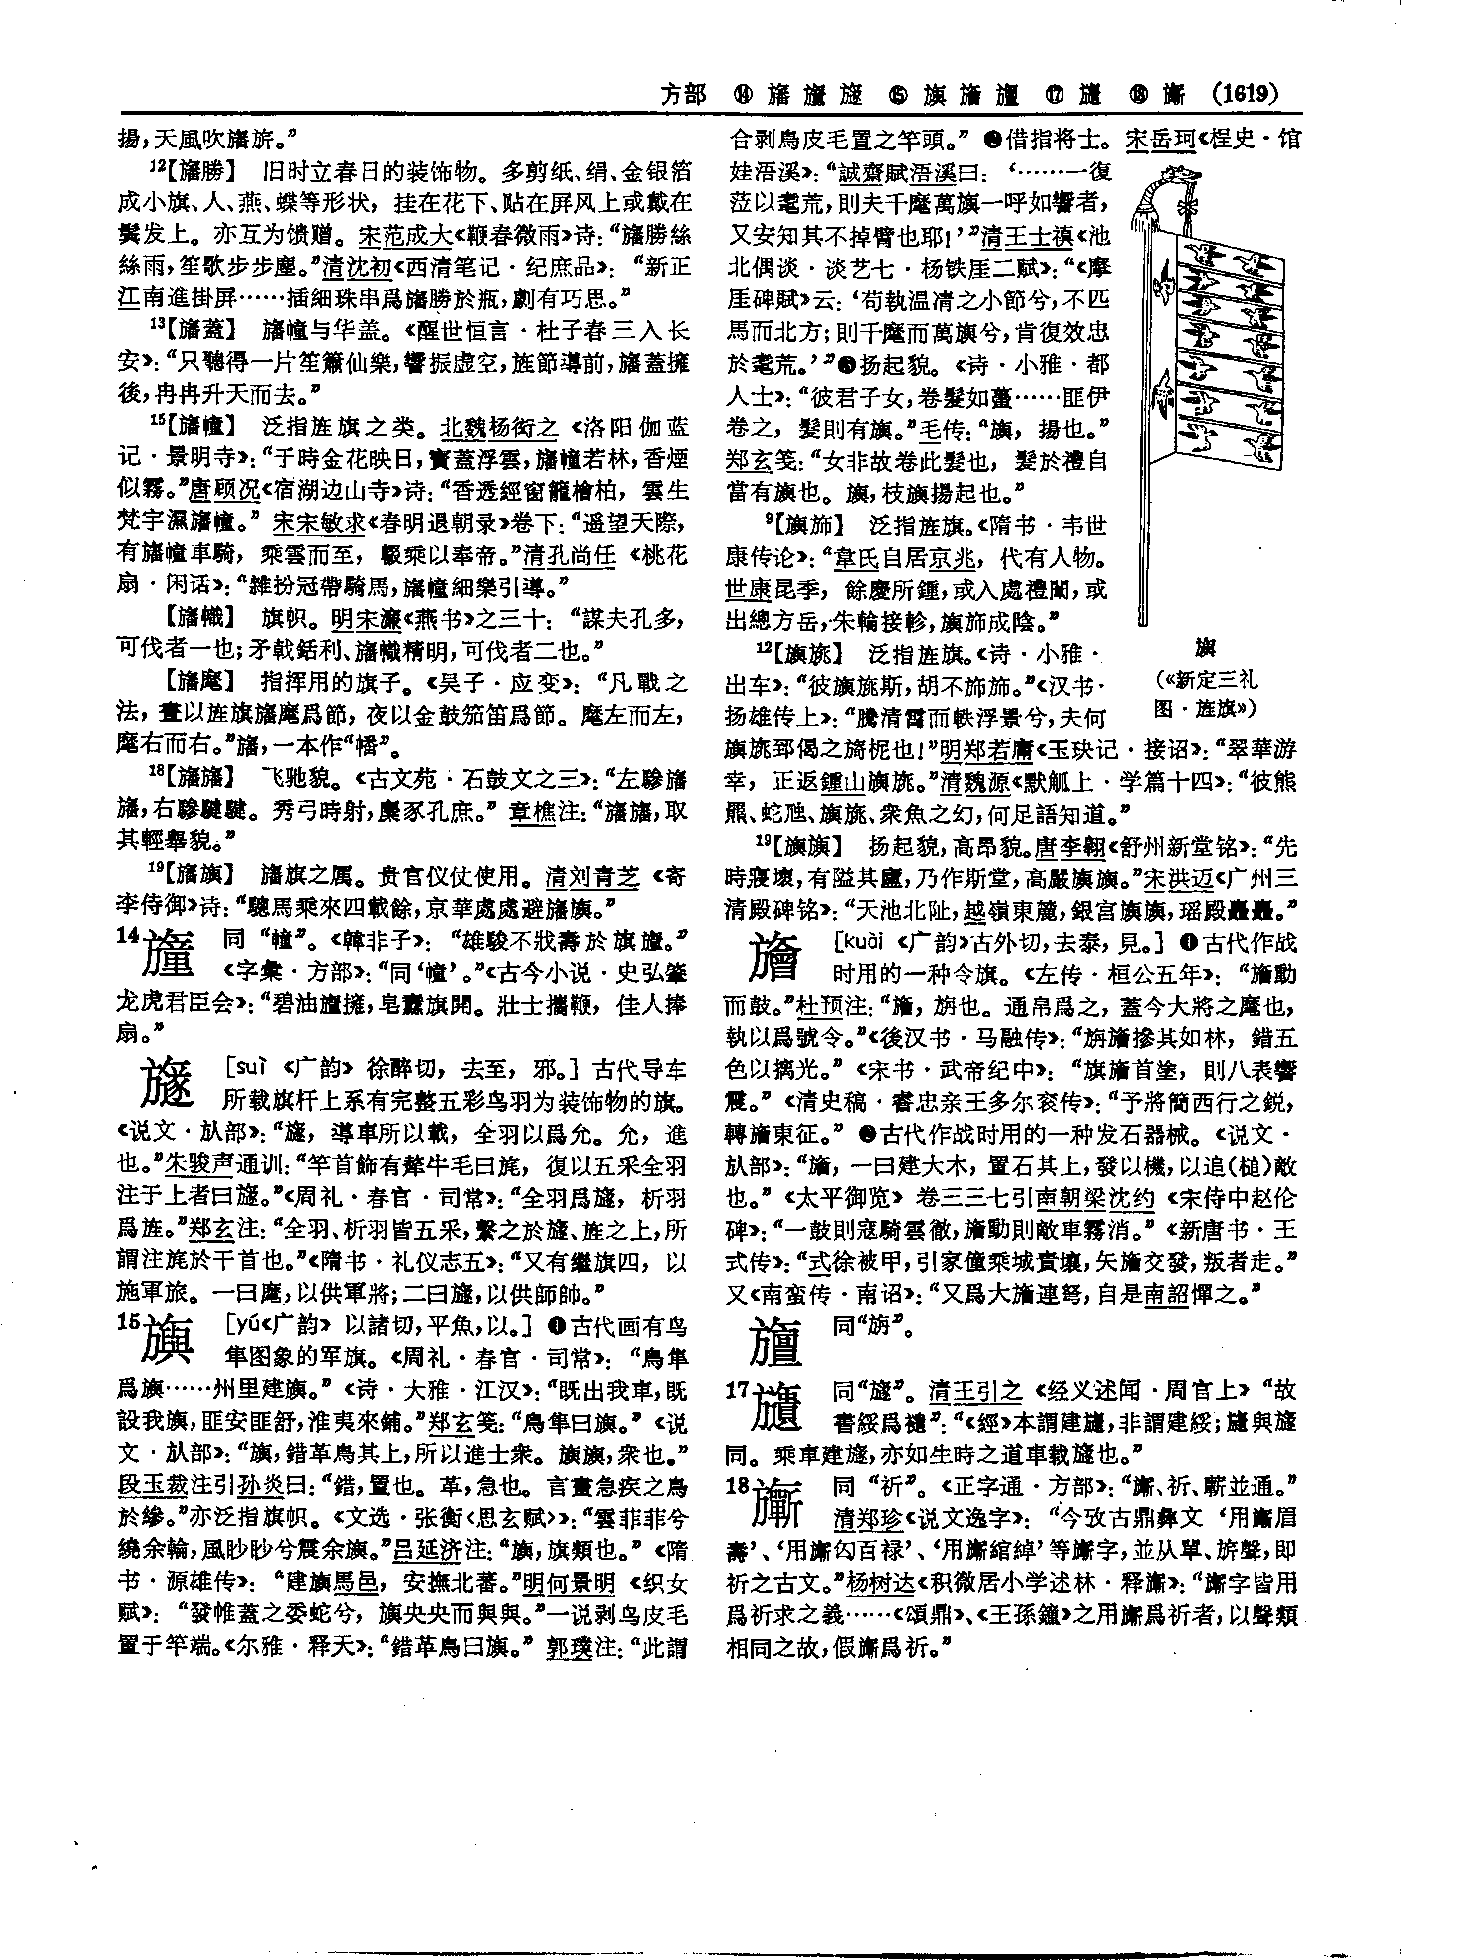 方部 ⑭ 旛㫲旞 ⑮ 旟旝旜 ⑰ 旞 ⑱ 旂 (1619)
揚,天風吹旛旂。”
¹²【旛勝】 旧时立春日的装饰物。多剪纸、绢、金银箔
成小旗、人、燕、蝶等形状,挂在花下、贴在屏风上或戴在
鬓发上。亦互为馈赠。宋范成大《鞭春微雨》诗:“旛勝絲
絲雨,笙歌步步塵。”清沈初《西清笔记·纪庶品》:“新正
江南進掛屏……插細珠串爲旛勝於瓶,劇有巧思。”
¹³【旛蓋】 旛幢与华盖。《醒世恒言·杜子春三入长
安》:“只聽得一片笙簫仙樂,響振虚空,旌節導前,旛蓋擁
後,冉冉升天而去。”
¹⁵【旛幢】 泛指旌旗之类。北魏杨衒之《洛阳伽蓝
记·景明寺》:“于時金花映日,寳蓋浮雲,旛幢若林,香煙
似霧。”唐顾况《宿湖边山寺》诗:“香透經窗籠檜柏,雲生
梵宇濕旛幢。”宋宋敏求《春明退朝录》卷下:“遥望天際,
有旛幢車騎,乘雲而至,輟乘以奉帝。”清孔尚任《桃花
扇·闲话》:“雜扮冠帶騎馬,旛幢細樂引導。”
【旛幟】 旗帜。明宋濂《燕书》之三十:“謀夫孔多,
可伐者一也;矛戟銛利、旛幟精明,可伐者二也。”
【旛麾】 指挥用的旗子。《吴子·应变》:“凡戰之
法,晝以旌旗旛麾爲節,夜以金鼓笳笛爲節。麾左而左,
麾右而右。”旛,一本作“幡”。
¹⁸【旛旛】 飞驰貌。《古文苑·石鼓文之三》:“左驂旛
旛,右驂騝騝。秀弓時射,麋豕孔庶。”章樵注:“旛旛,取
其輕舉貌。”
¹⁹【旛旗】 旛旗之属。贵官仪仗使用。清刘青芝《寄
李侍御》诗:“驄馬乘來四載餘,京華處處避旛旗。”
14 同“幢”。《韓非子》:“雄駿不戕壽於旗㫲。”
《字彙·方部》:“同‘幢’。”《古今小说·史弘肇
龙虎君臣会》:“碧油㫲擁,皂纛旗開。壯士攜鞭,佳人捧
扇。”
旞 [suì 《广韵》徐醉切,去至,邪。]古代导车
所载旗杆上系有完整五彩鸟羽为装饰物的旗。
《说文·㫃部》:“旞,導車所以載,全羽以爲允。允,進
也。”朱骏声通训:“竿首飾有犛牛毛曰旄,復以五采全羽
注于上者曰旞。”《周礼·春官·司常》:“全羽爲旞,析羽
爲旌。”郑玄注:“全羽、析羽皆五采,繫之於旞、旌之上,所
謂注旄於干首也。”《隋书·礼仪志五》:“又有繼旗四,以
施軍旅。一曰麾,以供軍將;二曰旞,以供師帥。”
15旟 [yú《广韵》以諸切,平魚,以。]❶古代画有鸟
隼图象的军旗。《周礼·春官·司常》:“鳥隼
爲旟……州里建旟。”《诗·大雅·江汉》:“既出我車,既
設我旟,匪安匪舒,淮夷來鋪。”郑玄笺:“鳥隼曰旟。”《说
文·㫃部》:“旟,錯革鳥其上,所以進士衆。旟旟,衆也。”
段玉裁注引孙炎曰:“錯,置也。革,急也。言畫急疾之鳥
於縿。”亦泛指旗帜。《文选·张衡〈思玄赋〉》:“雲菲菲兮
繞余輪,風眇眇兮震余旟。”吕延济注:“旟,旗類也。”《隋
书·源雄传》:“建旟馬邑,安撫北蕃。”明何景明《织女
赋》:“發帷蓋之委蛇兮,旟央央而與與。”一说剥鸟皮毛
置于竿端。《尔雅·释天》:“錯革鳥曰旟。”郭璞注:“此謂
合剥鳥皮毛置之竿頭。”❷借指将士。宋岳珂《桯史·馆
娃浯溪》:“誠齋賦浯溪曰:‘……一復
蒞以耄荒,則夫千麾萬旟一呼如響者,
又安知其不掉臂也耶!’”清王士禛《池
北偶谈·谈艺七·杨铁厓二赋》:“《摩
厓碑賦》云:‘苟執温凊之小節兮,不匹
馬而北方;則千麾而萬旟兮,肯復效忠
於耄荒。’”❸扬起貌。《诗·小雅·都
人士》:“彼君子女,卷髮如蠆……匪伊
卷之,髮則有旟。”毛传:“旟,揚也。”
郑玄笺:“女非故卷此髮也,髮於禮自
當有旟也。旟,枝旟揚起也。”
⁹【旟斾】 泛指旌旗。《隋书·韦世
康传论》:“韋氏自居京兆,代有人物。
世康昆季,餘慶所鍾,或入處禮闈,或
出總方岳,朱輪接軫,旟斾成陰。”
¹²【旟旐】 泛指旌旗。《诗·小雅·
出车》:“彼旟旐斯,胡不斾斾。”《汉书·
扬雄传上》:“騰清霄而軼浮景兮,夫何
旟旐郅偈之旖柅也!”明郑若庸《玉玦记·接诏》:“翠華游
幸,正返鍾山旟旐。”清魏源《默觚上·学篇十四》:“彼熊
羆、蛇虺、旟旐、衆魚之幻,何足語知道。”
¹⁹【旟旟】 扬起貌,高昂貌。唐李翱《舒州新堂铭》:“先
時寢壞,有隘其廬,乃作斯堂,高嚴旟旟。”宋洪迈《广州三
清殿碑铭》:“天池北阯,越嶺東麓,銀宫旟旟,瑶殿矗矗。”
旝 [kuài 《广韵》古外切,去泰,見。]❶古代作战
时用的一种令旗。《左传·桓公五年》:“旝動
而鼓。”杜预注:“旝,旃也。通帛爲之,蓋今大將之麾也,
執以爲號令。”《後汉书·马融传》:“旃旝摻其如林,錯五
色以摛光。”《宋书·武帝纪中》:“旗旝首塗,則八表響
震。”《清史稿·睿忠亲王多尔衮传》:“予將簡西行之鋭,
轉旝東征。”❷古代作战时用的一种发石器械。《说文·
㫃部》:“旝,一曰建大木,置石其上,發以機,以追(槌)敵
也。”《太平御览》卷三三七引南朝梁沈约《宋侍中赵伦
碑》:“一鼓則寇騎雲徹,旝動則敵車霧消。”《新唐书·王
式传》:“式徐被甲,引家僮乘城責壤,矢旝交發,叛者走。”
又《南蛮传·南诏》:“又爲大旝連弩,自是南詔憚之。”
旜 同“旃”。
17 同“旞”。清王引之《经义述闻·周官上》“故
書綏爲𧝬”:“《經》本謂建,非謂建綏;與旞
同。乘車建旞,亦如生時之道車載旞也。”
18 同“祈”。《正字通·方部》:“、祈、蘄並通。”
清郑珍《说文逸字》:“今攷古鼎彝文‘用眉
壽’、‘用匃百禄’、‘用綰綽’等字,並从單、旂聲,即
祈之古文。”杨树达《积微居小学述林·释》:“字皆用
爲祈求之義……《頌鼎》、《王孫鐘》之用爲祈者,以聲類
相同之故,假爲祈。”
旟
(《新定三礼
图·旌旗》)